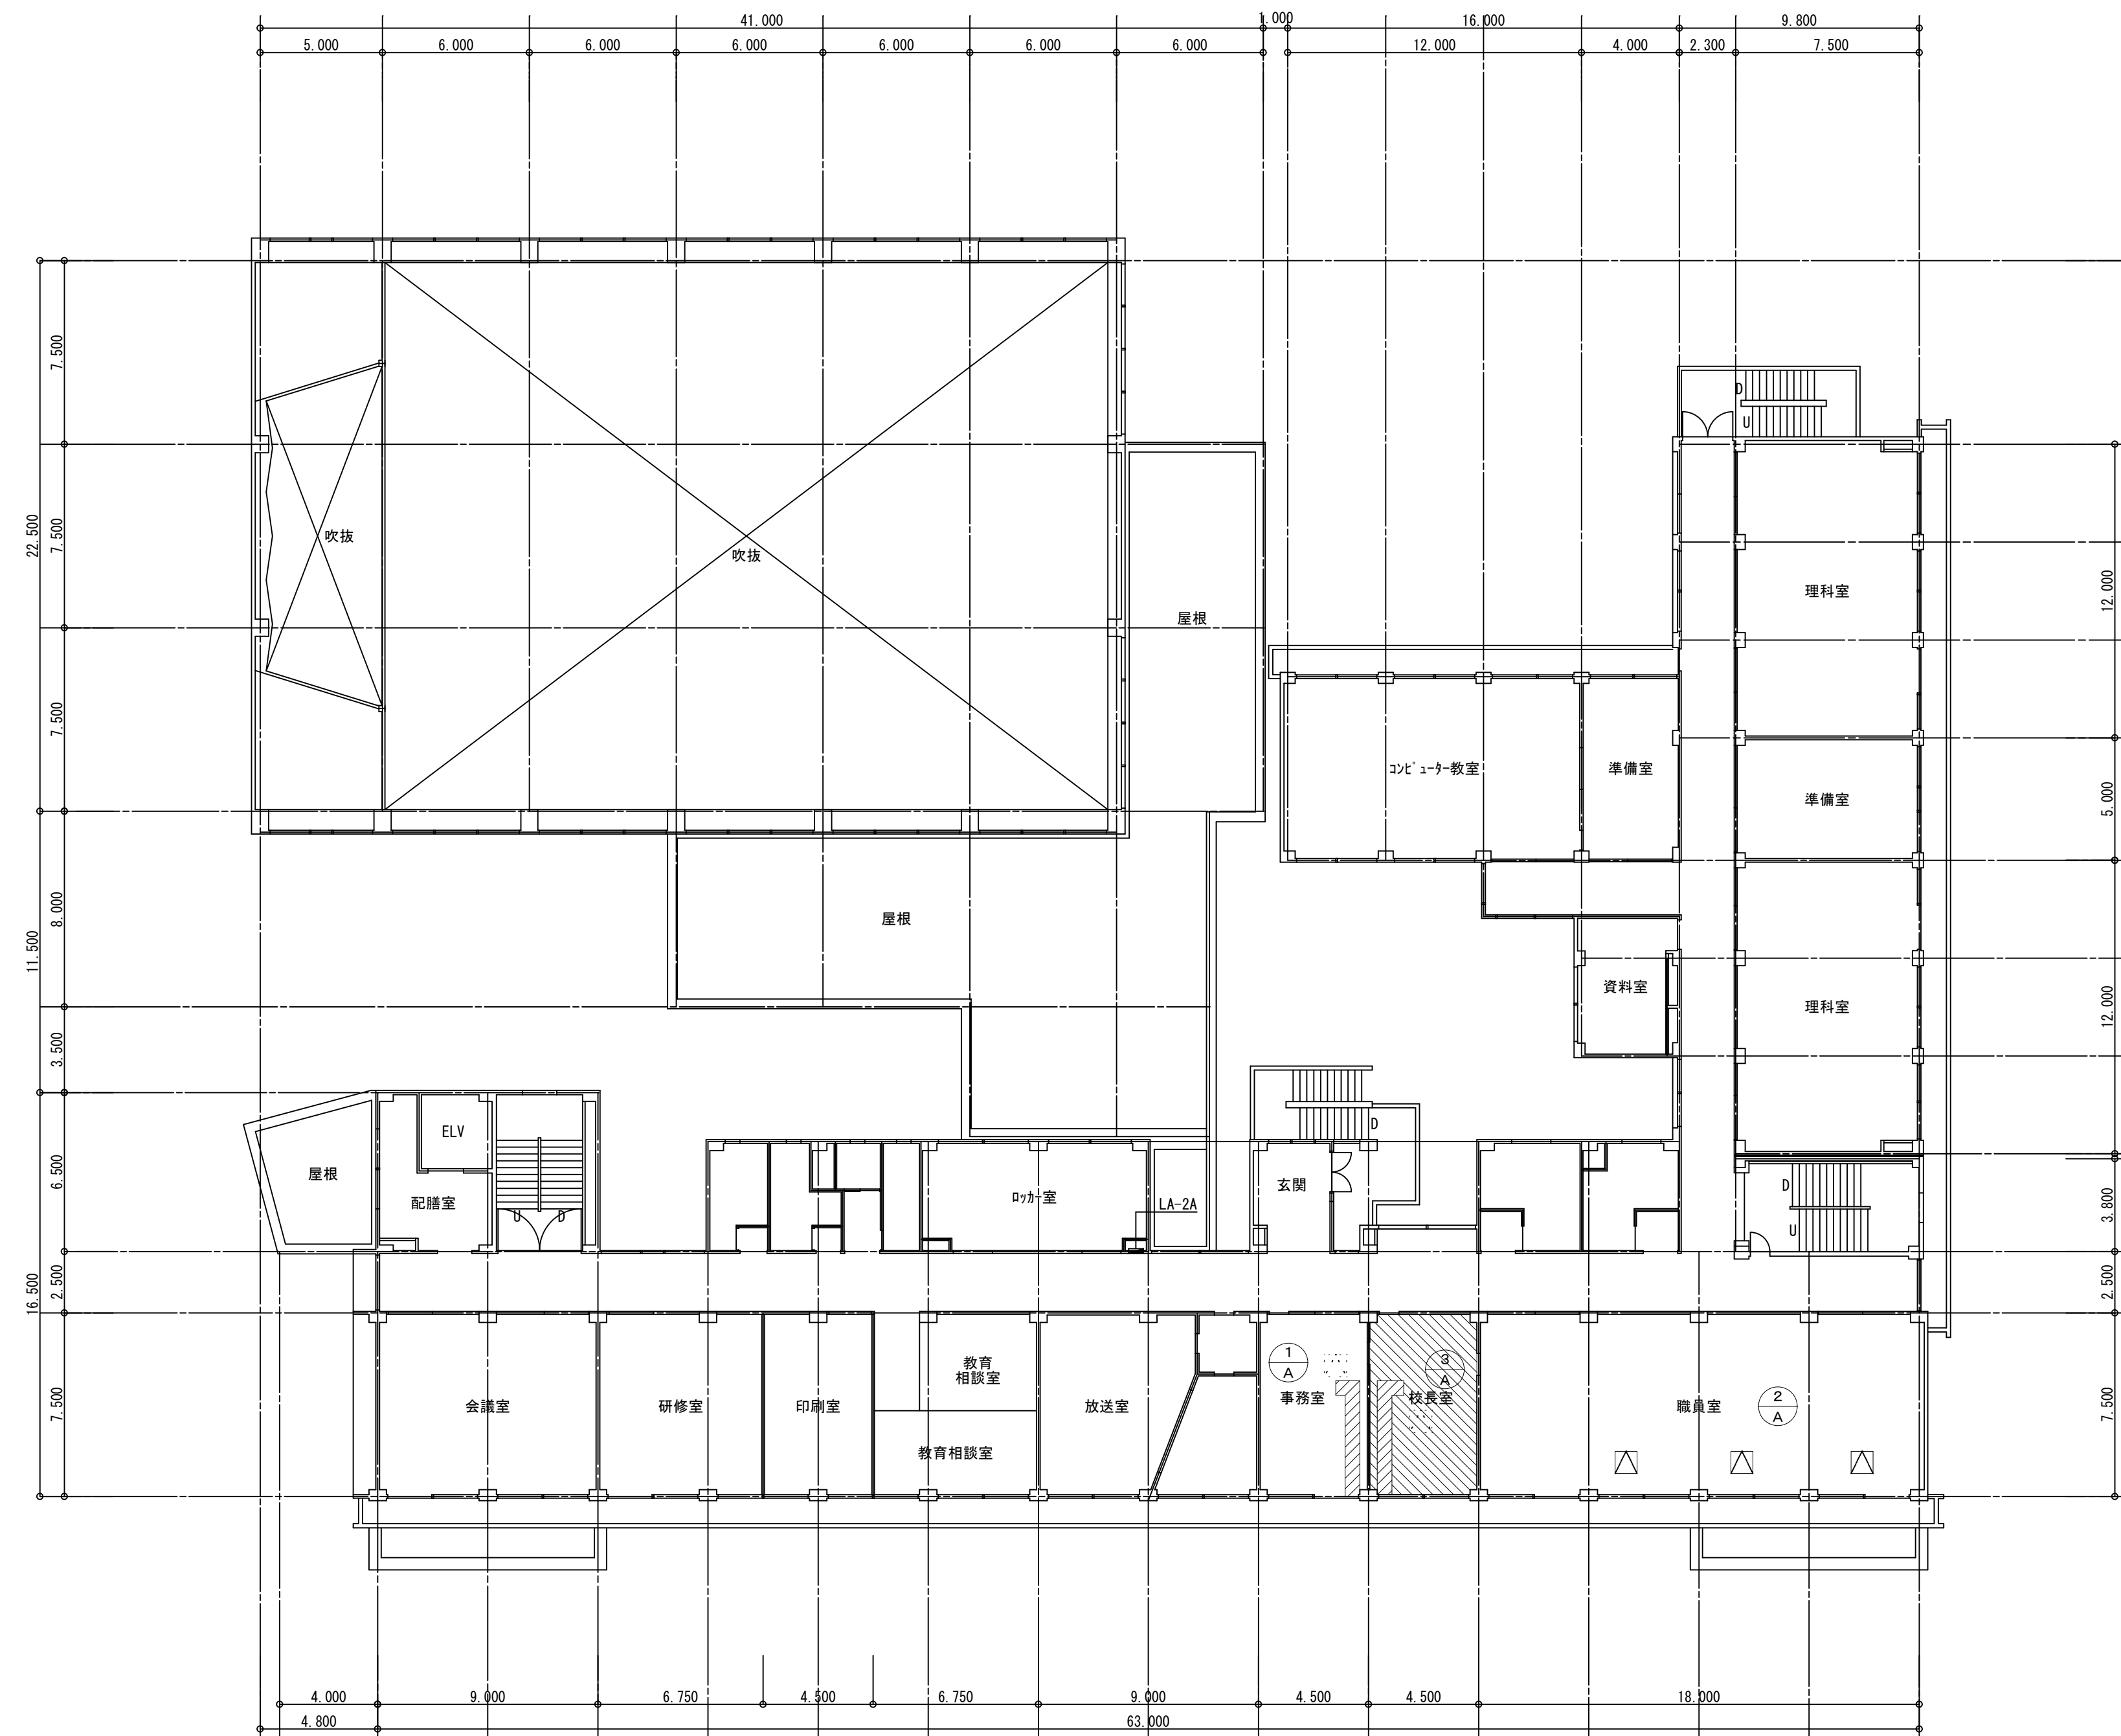 41.000
1.000
16.000
9.800
5.000
6.000
6.000
6.000
6.000
6.000
6.000
12.000
4.000
2.300
7.500
7.500
22.500
7.500
7.500
8.000
11.500
3.500
6.500
16.500
2.500
7.500
吹抜
吹抜
屋根
屋根
屋根
D
U
理科室
コンピューター教室
準備室
準備室
資料室
理科室
12.000
5.000
12.000
3.800
2.500
7.500
ELV
配膳室
U
D
ロッカー室
LA-2A
玄関
D
D
U
会議室
研修室
印刷室
教育
相談室
教育相談室
放送室
1
A
事務室
3
A
校長室
職員室
2
A
4.000
9.000
6.750
4.500
6.750
9.000
4.500
4.500
18.000
4.800
63.000